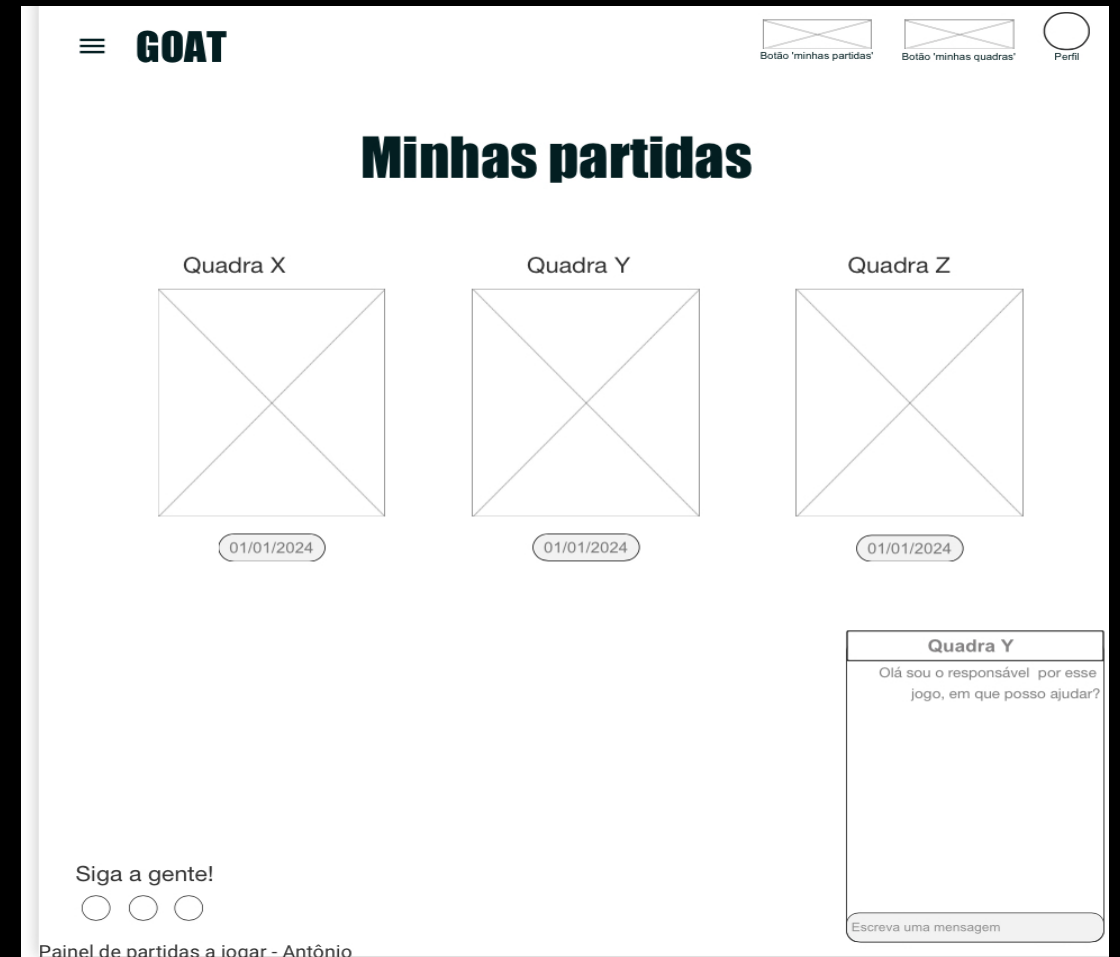 GOAT
Botão 'minhas partidas'
Botão 'minhas quadras'
Perfil
Minhas partidas
Quadra X
Quadra Y
Quadra Z
01/01/2024
01/01/2024
01/01/2024
Quadra Y
Olá sou o responsável por esse
jogo, em que posso ajudar?
Escreva uma mensagem
Siga a gente!
Painel de partidas a jogar - Antônio